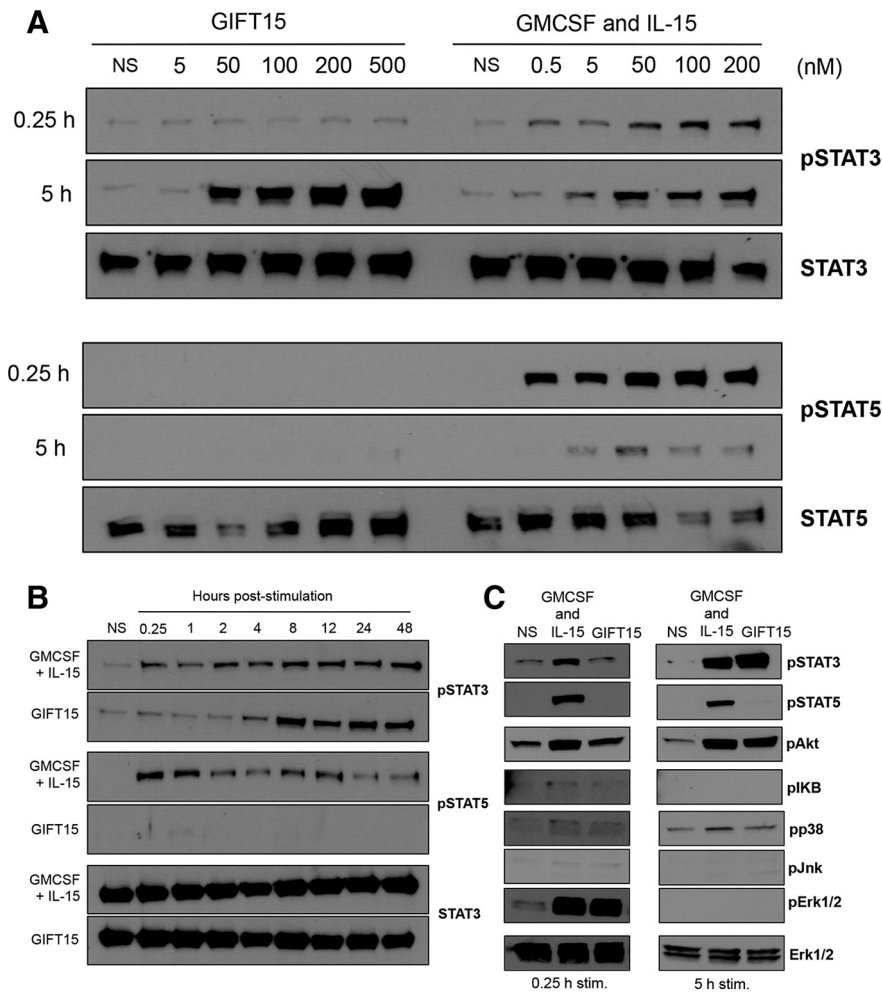 A
GIFT15 GMCSF and IL-15
NS 5 50 100 200 500 NS 0.5 5 50 100 200 (nM)
0.25 h
pSTAT3
5 h
STAT3
0.25 h
pSTAT5
5 h
STAT5
B
Hours post-stimulation
NS 0.25 1 2 4 8 12 24 48
GMCSF
+ IL-15
pSTAT3
GIFT15
GMCSF
+ IL-15
pSTAT5
GIFT15
GMCSF
+ IL-15
STAT3
GIFT15
C
GMCSF GMCSF
and and
NS IL-15 GIFT15 NS IL-15 GIFT15
pSTAT3
pSTAT5
pAkt
pIKB
pp38
pJnk
pErk1/2
Erk1/2
0.25 h stim. 5 h stim.